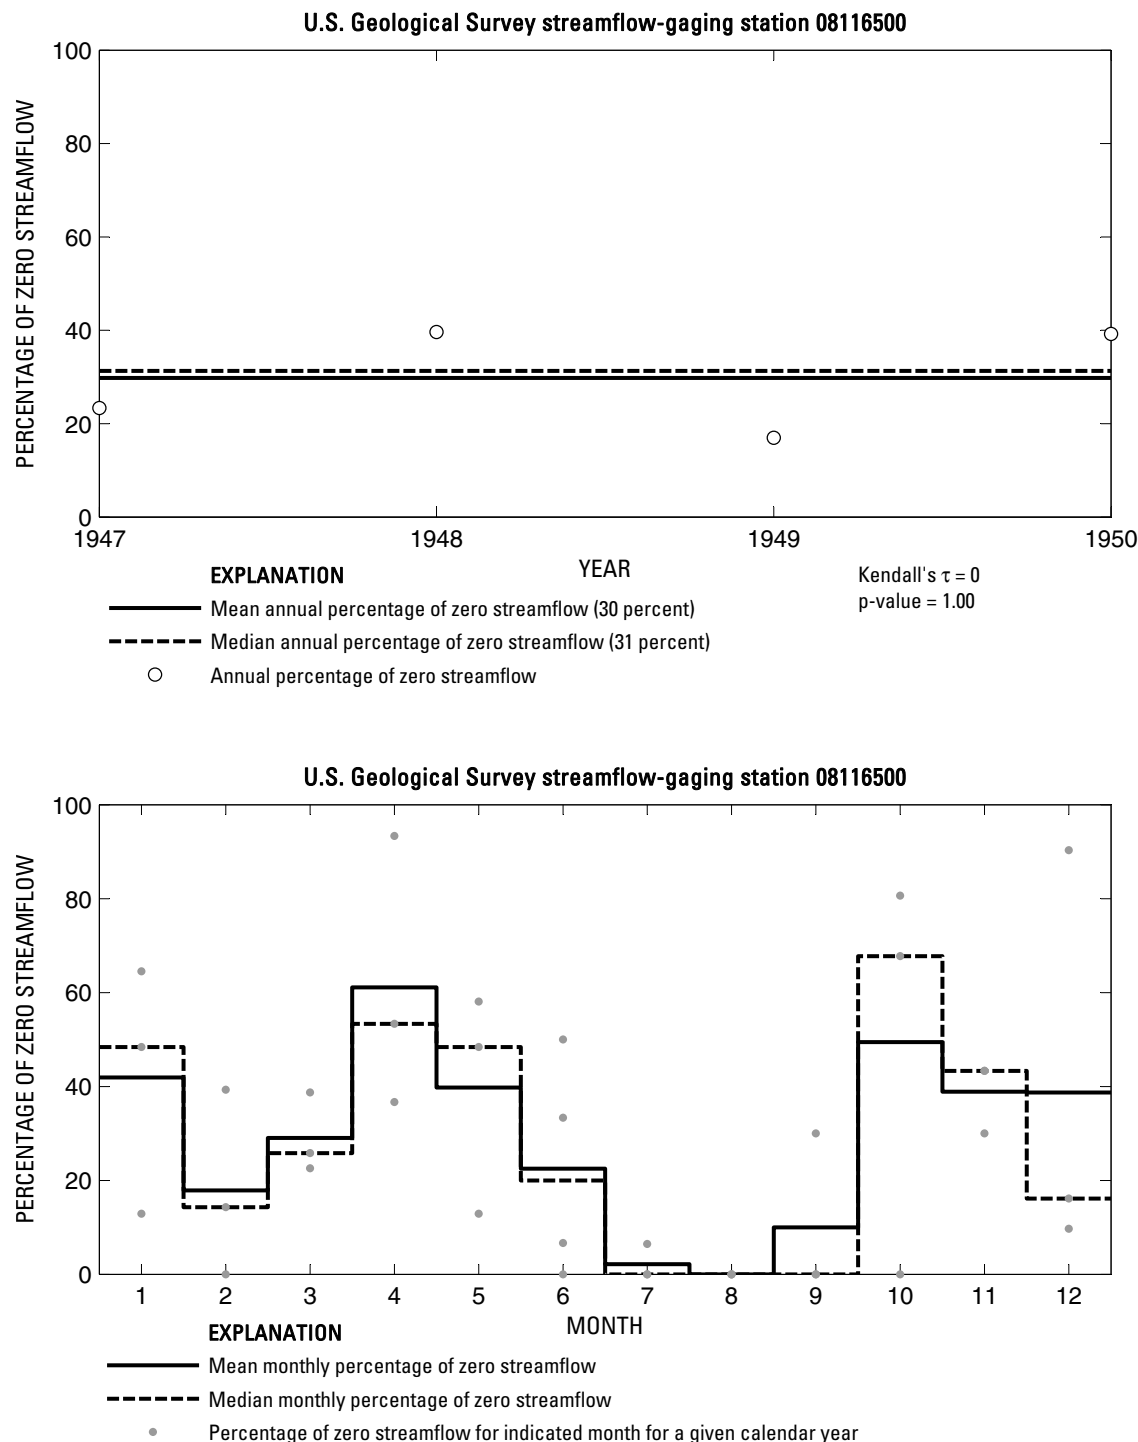 U.S. Geological Survey streamflow-gaging station 08116500
100
80
60
40
20
0
PERCENTAGE OF ZERO STREAMFLOW
1947 1948 1949 1950
YEAR
EXPLANATION
Mean annual percentage of zero streamflow (30 percent)
Median annual percentage of zero streamflow (31 percent)
Annual percentage of zero streamflow
Kendall's τ = 0
p-value = 1.00
U.S. Geological Survey streamflow-gaging station 08116500
100
80
60
40
20
0
PERCENTAGE OF ZERO STREAMFLOW
1 2 3 4 5 6 7 8 9 10 11 12
MONTH
EXPLANATION
Mean monthly percentage of zero streamflow
Median monthly percentage of zero streamflow
Percentage of zero streamflow for indicated month for a given calendar year